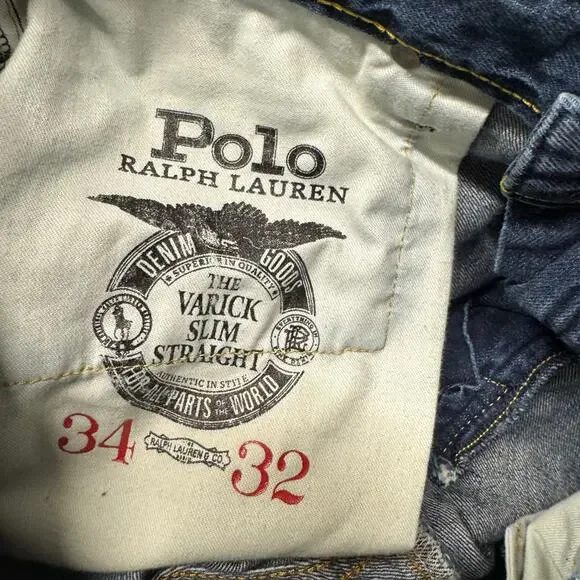 Polo
RALPH LAUREN
DENIM GOODS
SUPERIOR IN QUALITY
THE
VARICK
SLIM
STRAIGHT
AUTHENTIC IN STYLE
FOR ALL PARTS OF THE WORLD
34
RALPH LAUREN & CO.
32